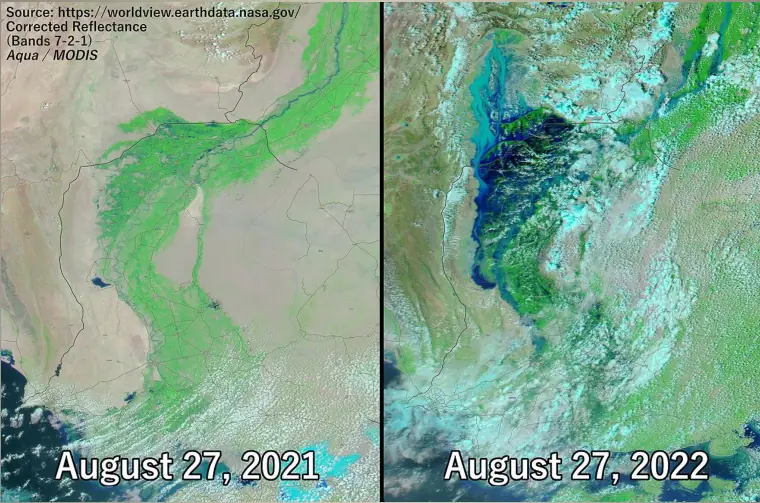 Source: https://worldview.earthdata.nasa.gov/
Corrected Reflectance
(Bands 7-2-1)
Aqua / MODIS
August 27, 2021
August 27, 2022